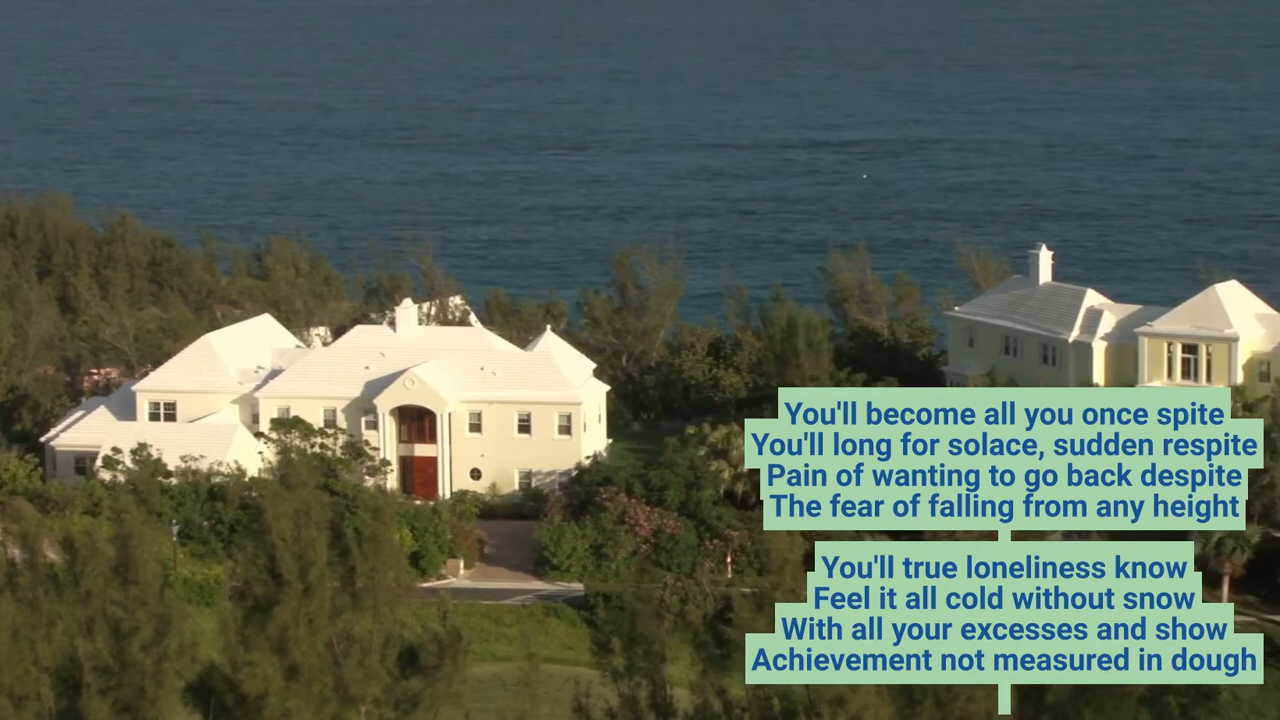 You'll become all you once spite
You'll long for solace, sudden respite
Pain of wanting to go back despite
The fear of falling from any height
You'll true loneliness know
Feel it all cold without snow
With all your excesses and show
Achievement not measured in dough